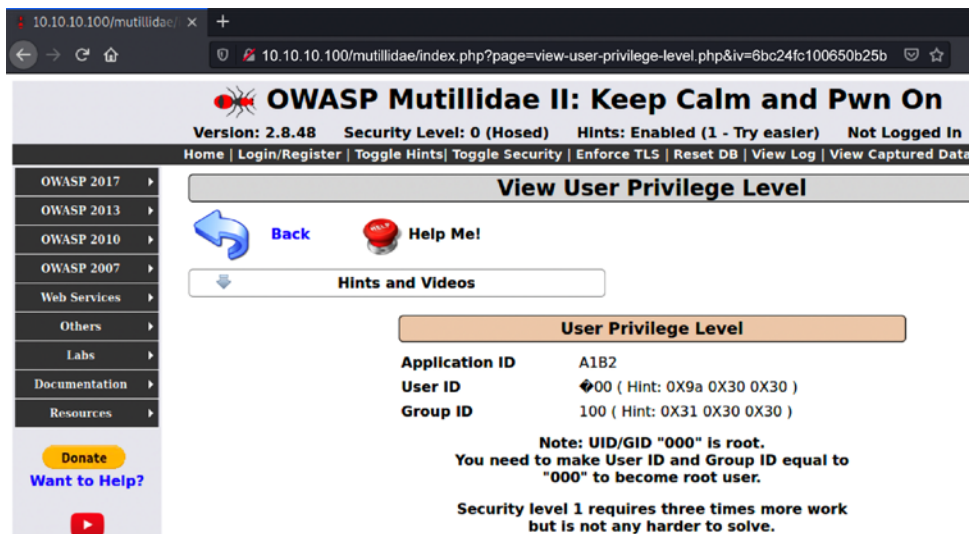 10.10.10.100/mutillidae/
10.10.10.100/mutillidae/index.php?page=view-user-privilege-level.php&iv=6bc24fc100650b25b
OWASP Mutillidae II: Keep Calm and Pwn On
Version: 2.8.48 Security Level: 0 (Hosed) Hints: Enabled (1 - Try easier) Not Logged In
Home | Login/Register | Toggle Hints| Toggle Security | Enforce TLS | Reset DB | View Log | View Captured Data
OWASP 2017
OWASP 2013
OWASP 2010
OWASP 2007
Web Services
Others
Labs
Documentation
Resources
Donate
Want to Help?
View User Privilege Level
Back
HELP
Help Me!
Hints and Videos
User Privilege Level
Application ID A1B2
User ID �00 ( Hint: 0X9a 0X30 0X30 )
Group ID 100 ( Hint: 0X31 0X30 0X30 )
Note: UID/GID "000" is root.
You need to make User ID and Group ID equal to
"000" to become root user.
Security level 1 requires three times more work
but is not any harder to solve.